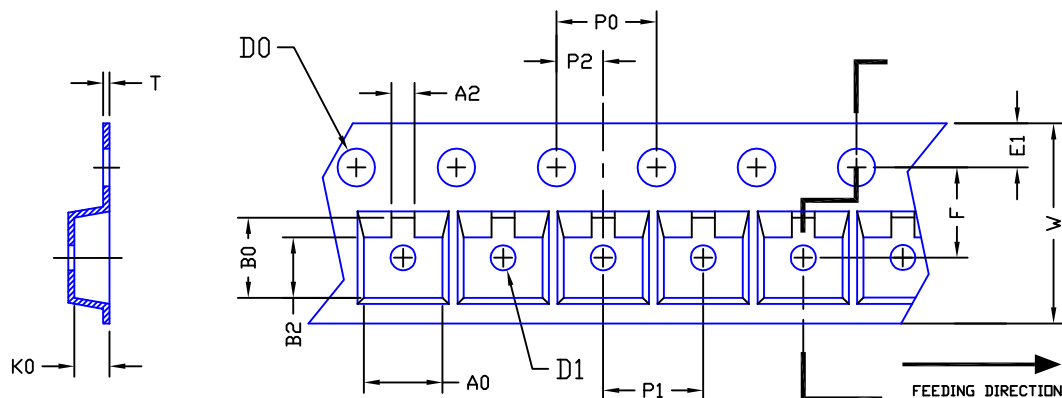 P0
D0
P2
T
A2
E1
F
W
B0
B2
K0
A0
D1
P1
FEEDING DIRECTION